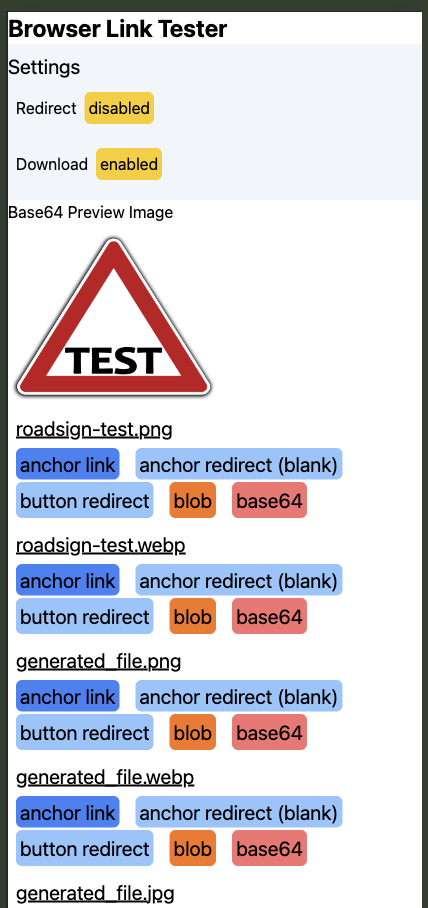 Browser Link Tester
Settings
Redirect disabled
Download enabled
Base64 Preview Image
TEST
roadsign-test.png
anchor link anchor redirect (blank)
button redirect blob base64
roadsign-test.webp
anchor link anchor redirect (blank)
button redirect blob base64
generated_file.png
anchor link anchor redirect (blank)
button redirect blob base64
generated_file.webp
anchor link anchor redirect (blank)
button redirect blob base64
generated_file.jpg